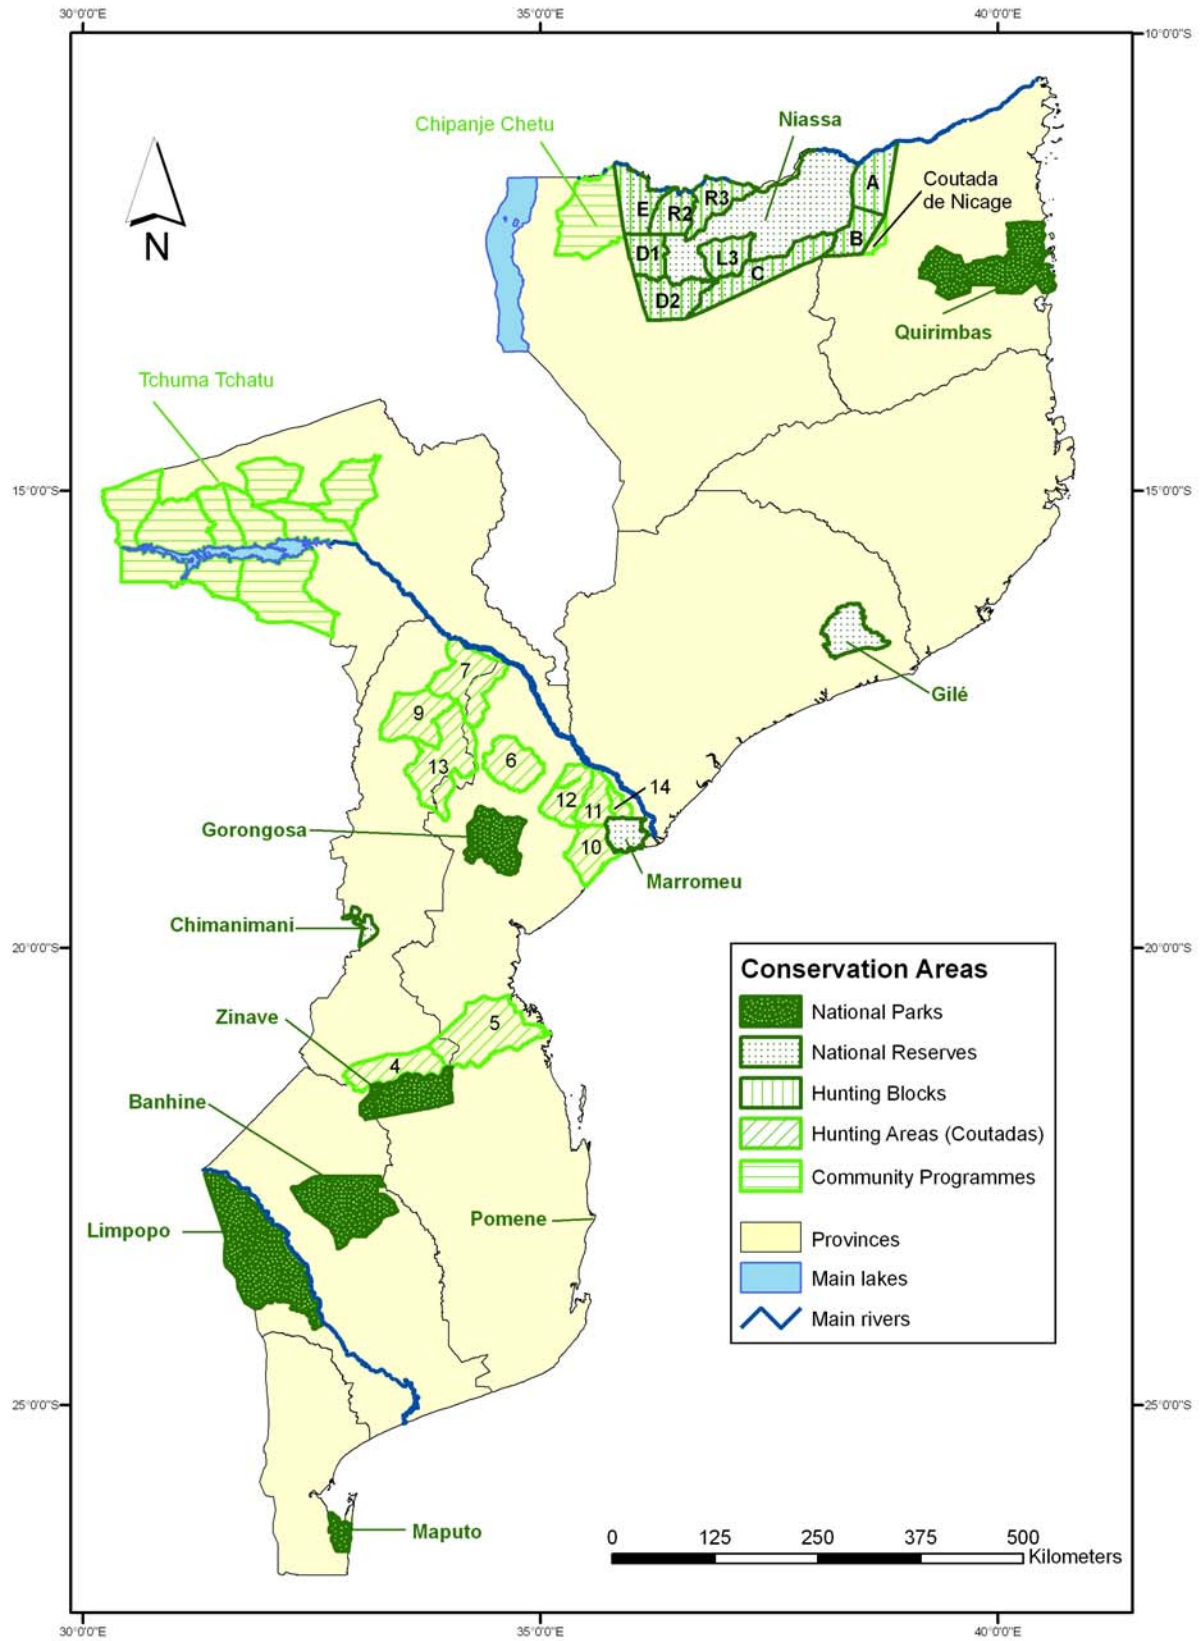 30°0'0"E
35°0'0"E
40°0'0"E
10°0'0"S
Chipanje Chetu
Niassa
Coutada
de Nicage
A
E
R2
R3
B
D1
L3
C
D2
N
Quirimbas
Tchuma Tchatu
15°0'0"S
15°0'0"S
7
9
6
13
14
12
11
10
Gilé
Gorongosa
Marromeu
Chimanimani
20°0'0"S
20°0'0"S
Zinave
5
4
Banhine
Limpopo
Pomene
Conservation Areas
National Parks
National Reserves
Hunting Blocks
Hunting Areas (Coutadas)
Community Programmes
Provinces
Main lakes
Main rivers
25°0'0"S
25°0'0"S
Maputo
0 125 250 375 500
Kilometers
30°0'0"E
35°0'0"E
40°0'0"E